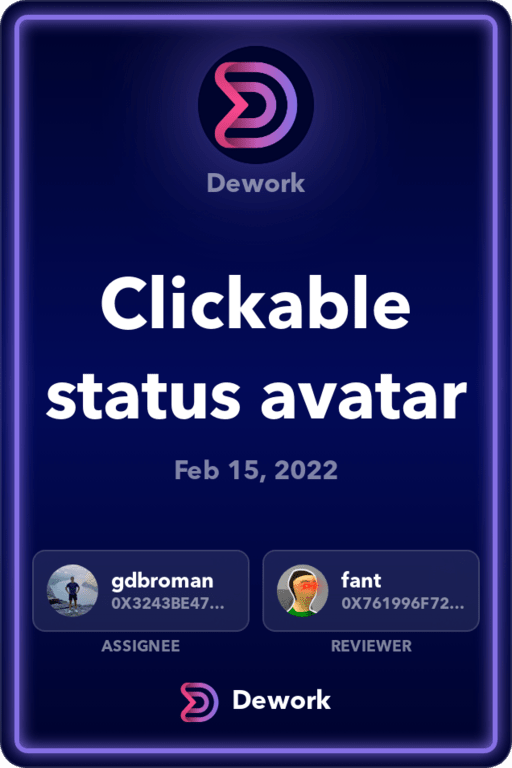 Dework
Clickable
status avatar
Feb 15, 2022
gdbroman
0X3243BE47...
fant
0X761996F72...
ASSIGNEE
REVIEWER
Dework